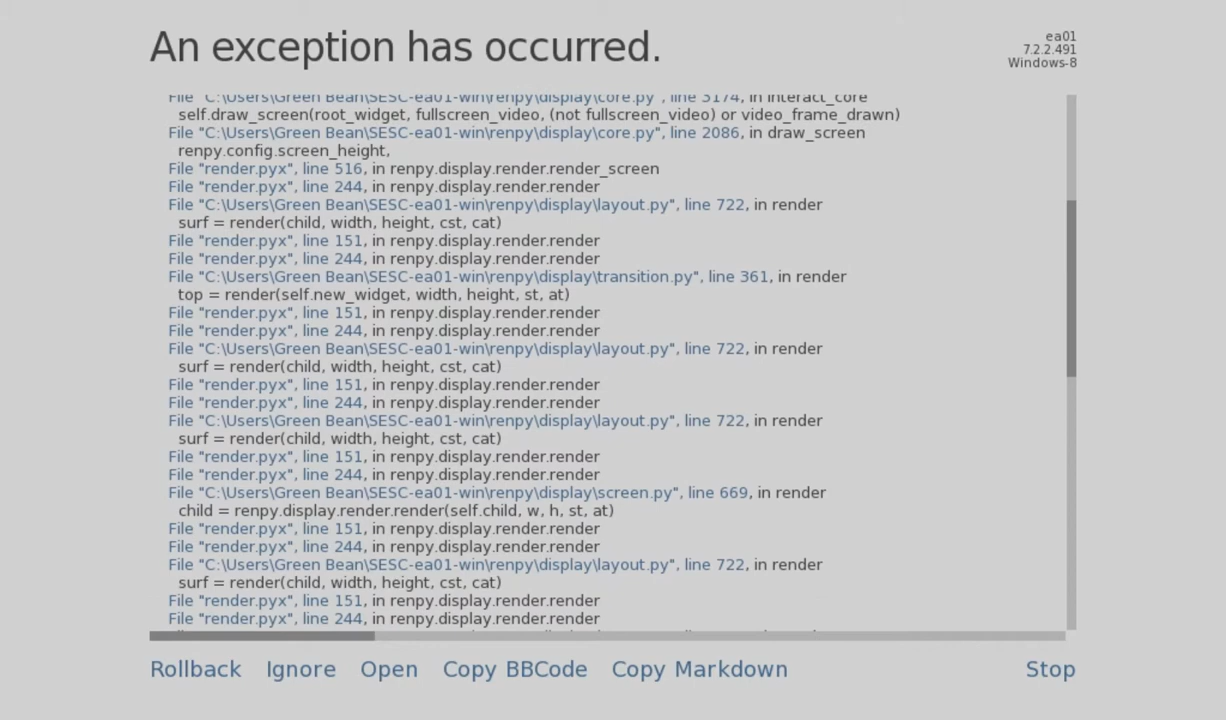 An exception has occurred.
ea01
7.2.2.491
Windows-8
File "C:\Users\Green Bean\SESC-ea01-win\renpy\display\core.py", line 3174, in interact_core
self.draw_screen(root_widget, fullscreen_video, (not fullscreen_video) or video_frame_drawn)
File "C:\Users\Green Bean\SESC-ea01-win\renpy\display\core.py", line 2086, in draw_screen
renpy.config.screen_height,
File "render.pyx", line 516, in renpy.display.render.render_screen
File "render.pyx", line 244, in renpy.display.render.render
File "C:\Users\Green Bean\SESC-ea01-win\renpy\display\layout.py", line 722, in render
surf = render(child, width, height, cst, cat)
File "render.pyx", line 151, in renpy.display.render.render
File "render.pyx", line 244, in renpy.display.render.render
File "C:\Users\Green Bean\SESC-ea01-win\renpy\display\transition.py", line 361, in render
top = render(self.new_widget, width, height, st, at)
File "render.pyx", line 151, in renpy.display.render.render
File "render.pyx", line 244, in renpy.display.render.render
File "C:\Users\Green Bean\SESC-ea01-win\renpy\display\layout.py", line 722, in render
surf = render(child, width, height, cst, cat)
File "render.pyx", line 151, in renpy.display.render.render
File "render.pyx", line 244, in renpy.display.render.render
File "C:\Users\Green Bean\SESC-ea01-win\renpy\display\layout.py", line 722, in render
surf = render(child, width, height, cst, cat)
File "render.pyx", line 151, in renpy.display.render.render
File "render.pyx", line 244, in renpy.display.render.render
File "C:\Users\Green Bean\SESC-ea01-win\renpy\display\screen.py", line 669, in render
child = renpy.display.render.render(self.child, w, h, st, at)
File "render.pyx", line 151, in renpy.display.render.render
File "render.pyx", line 244, in renpy.display.render.render
File "C:\Users\Green Bean\SESC-ea01-win\renpy\display\layout.py", line 722, in render
surf = render(child, width, height, cst, cat)
File "render.pyx", line 151, in renpy.display.render.render
File "render.pyx", line 244, in renpy.display.render.render
Rollback Ignore Open Copy BBCode Copy Markdown Stop